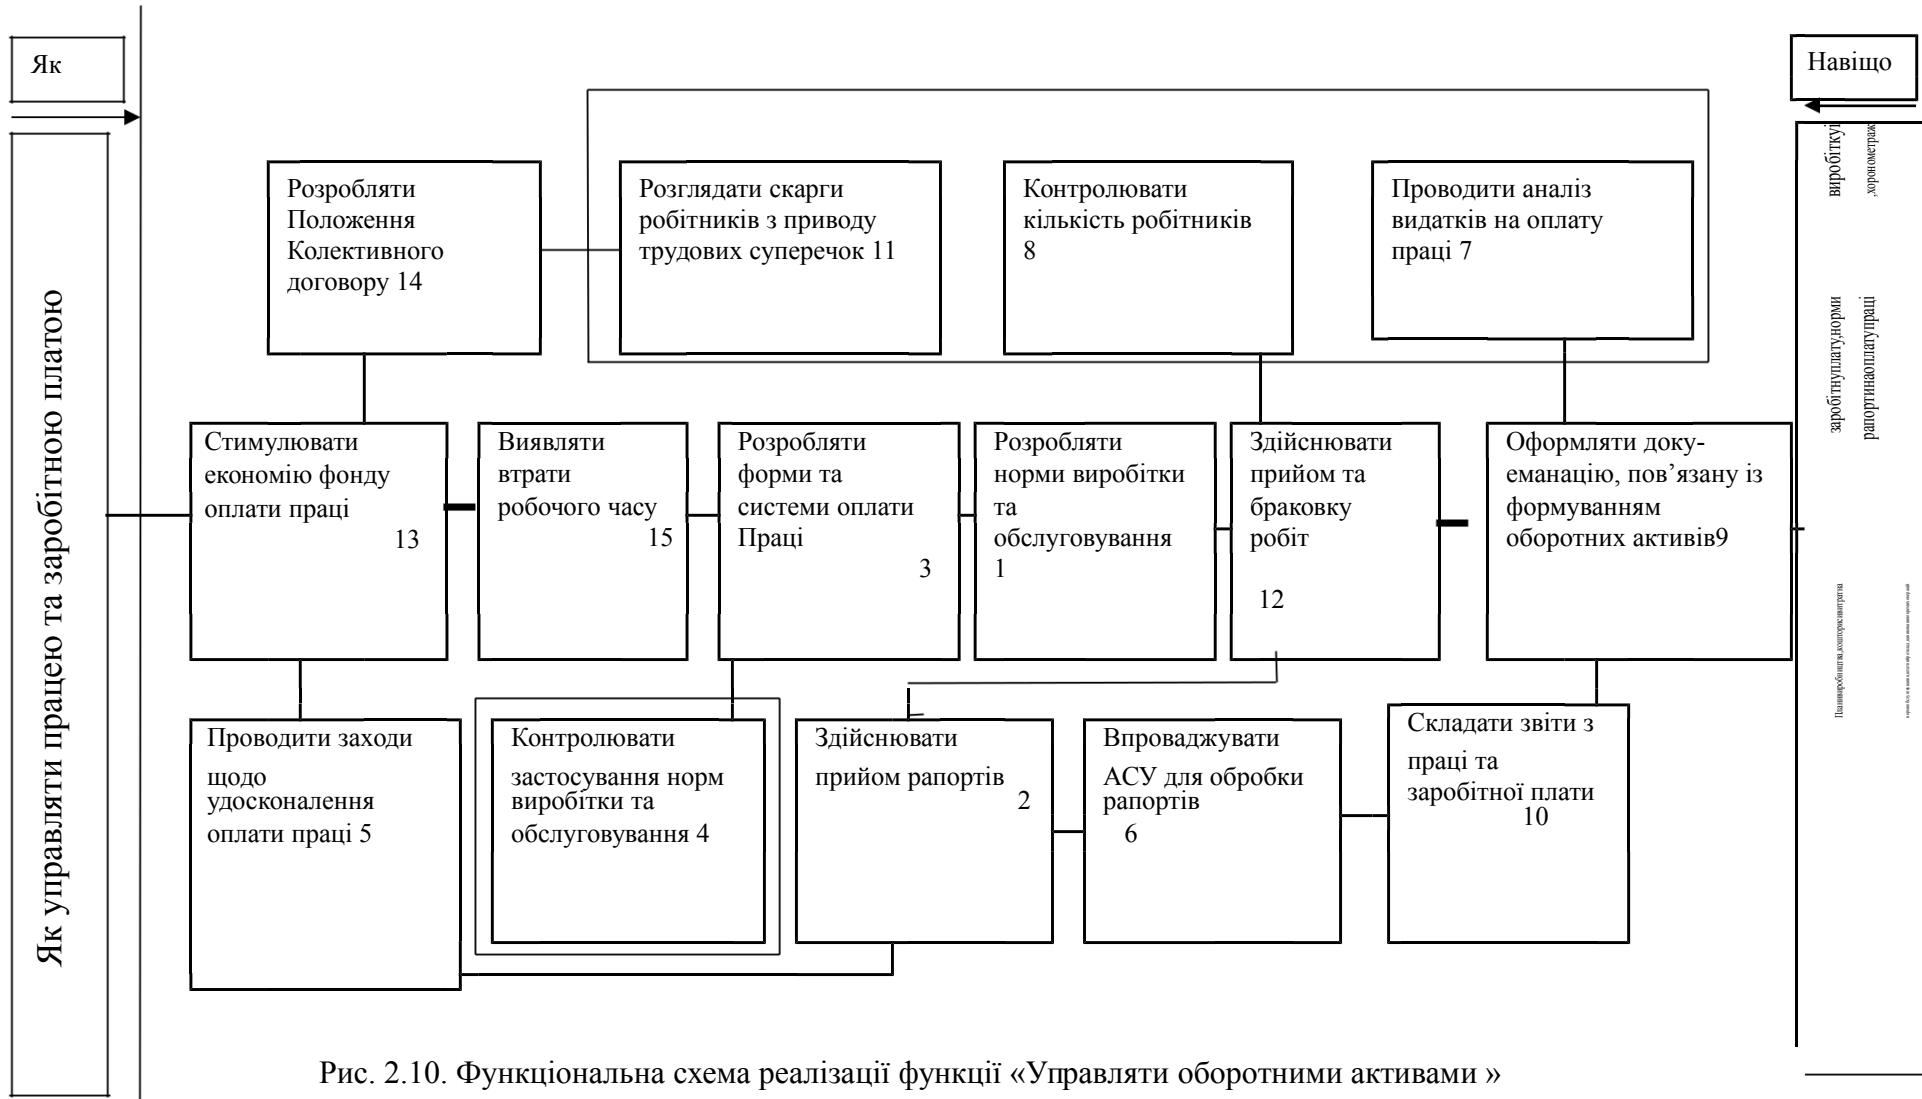 Як
Навіщо
Як управляти працею та заробітною платою
Розробляти
Положення
Колективного
договору 14
Розглядати скарги
робітників з приводу
трудових суперечок 11
Контролювати
кількість робітників
8
Проводити аналіз
видатків на оплату
праці 7
Стимулювати
економію фонду
оплати праці
13
Виявляти
втрати
робочого часу
15
Розробляти
форми та
системи оплати
Праці
3
Розробляти
норми виробітки
та
обслуговування
1
Здійснювати
прийом та
браковку
робіт
12
Оформляти доку-
еманацію, пов’язану із
формуванням
оборотних активів9
Проводити заходи
щодо
удосконалення
оплати праці 5
Контролювати
застосування норм
виробітки та
обслуговування 4
Здійснювати
прийом рапортів
2
Впроваджувати
АСУ для обробки
рапортів
6
Складати звіти з
праці та
заробітної плати
10
заробітнуплату,норми
виробіткуі
рапортинаоплатупраці
,хоронометраж
Рис. 2.10. Функціональна схема реалізації функції «Управляти оборотними активами »